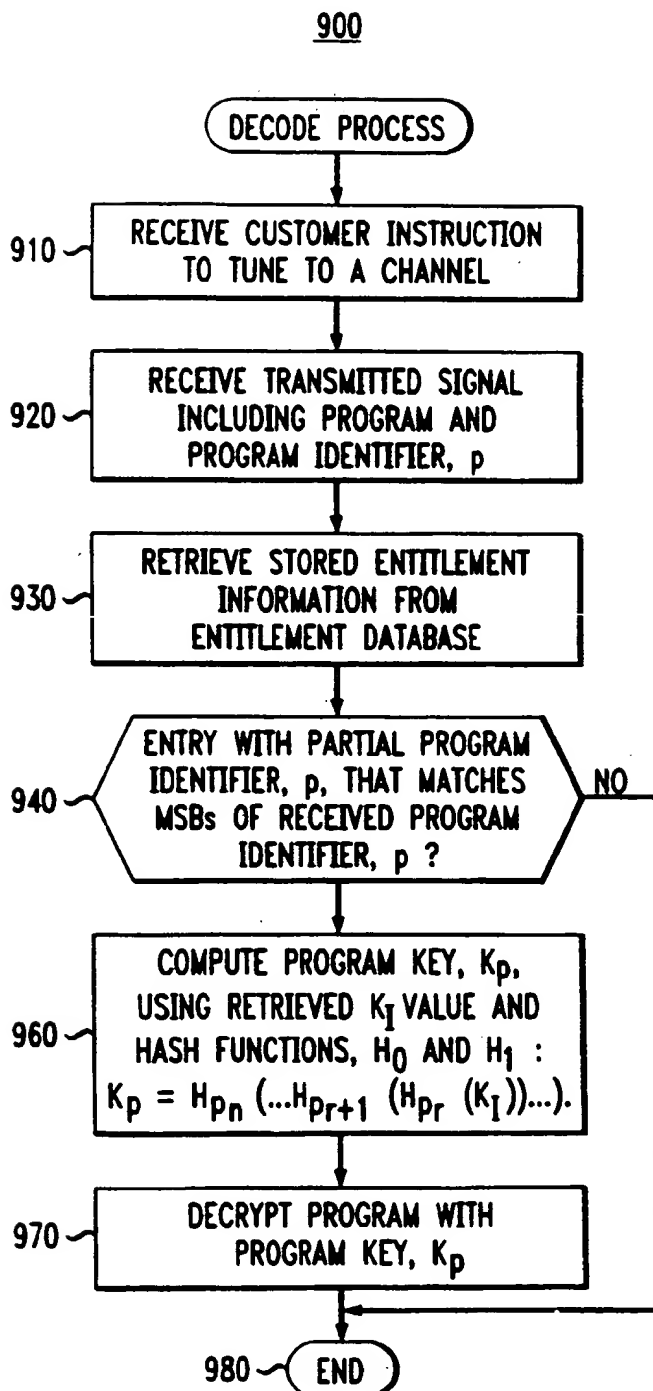 900
DECODE PROCESS
910
RECEIVE CUSTOMER INSTRUCTION
TO TUNE TO A CHANNEL
920
RECEIVE TRANSMITTED SIGNAL
INCLUDING PROGRAM AND
PROGRAM IDENTIFIER, p
930
RETRIEVE STORED ENTITLEMENT
INFORMATION FROM
ENTITLEMENT DATABASE
940
ENTRY WITH PARTIAL PROGRAM
IDENTIFIER, p, THAT MATCHES
MSBs OF RECEIVED PROGRAM
IDENTIFIER, p ?
NO
960
COMPUTE PROGRAM KEY, Kp,
USING RETRIEVED KI VALUE AND
HASH FUNCTIONS, H0 AND H1 :
Kp = Hpn (...Hpr+1 (Hpr (KI))...).
970
DECRYPT PROGRAM WITH
PROGRAM KEY, Kp
980
END